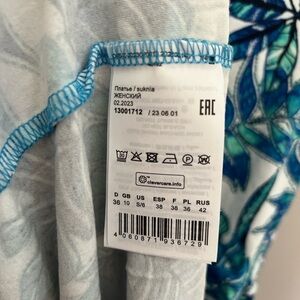 Платье / suknia
ЖЕНСКИЙ
02.2023
13001712 / 23 06 01
EAC
clevercare.info
D GB US ESP F PL RUS
36 10 S/6 38 38 36 42
4 060871 936729